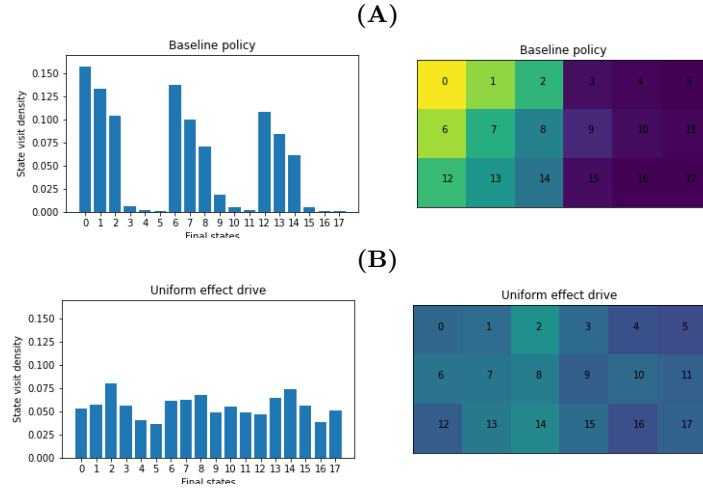 (A)
Baseline policy
State visit density
0.150
0.125
0.100
0.075
0.050
0.025
0.000
0 1 2 3 4 5 6 7 8 9 10 11 12 13 14 15 16 17
Final states
Baseline policy
0 1 2 3 4 5
6 7 8 9 10 11
12 13 14 15 16 17
(B)
Uniform effect drive
State visit density
0.150
0.125
0.100
0.075
0.050
0.025
0.000
0 1 2 3 4 5 6 7 8 9 10 11 12 13 14 15 16 17
Final states
Uniform effect drive
0 1 2 3 4 5
6 7 8 9 10 11
12 13 14 15 16 17